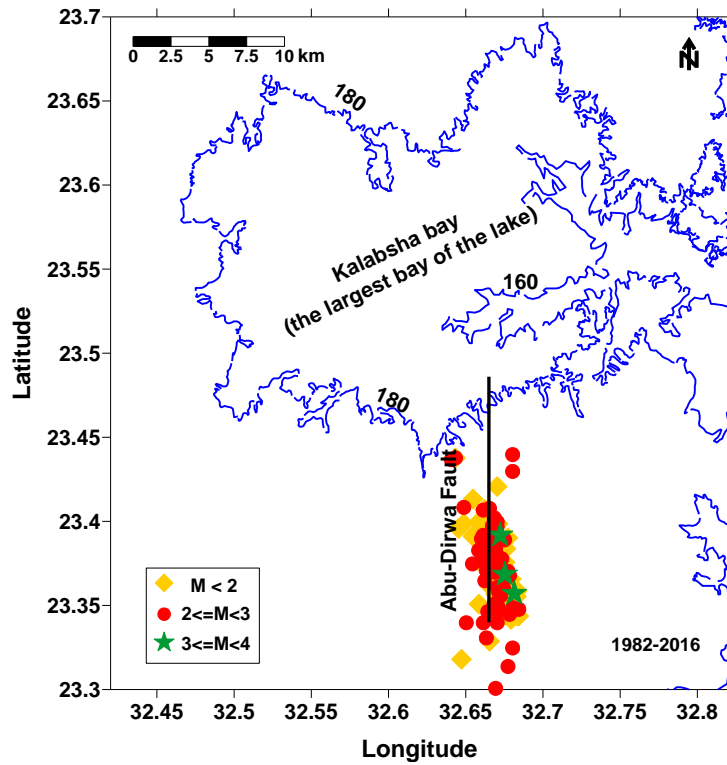 23.7
23.65
23.6
23.55
23.5
23.45
23.4
23.35
23.3
Latitude
0 2.5 5 7.5 10 km
N
180
Kalabsha bay
(the largest bay of the lake)
160
180
Abu-Dirwa Fault
M < 2
2<=M<3
3<=M<4
1982-2016
32.45 32.5 32.55 32.6 32.65 32.7 32.75 32.8
Longitude